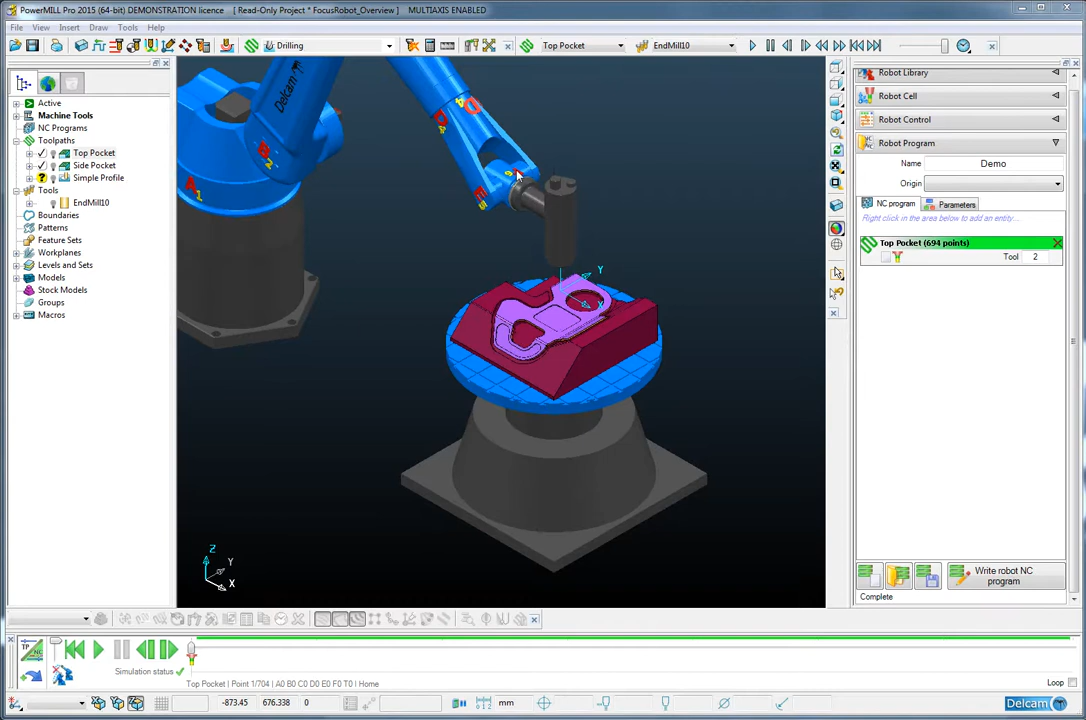 PowerMILL Pro 2015 (64-bit) DEMONSTRATION licence    [ Read-Only Project * FocusRobot_Overview ]    MULTIAXIS ENABLED
File Insert Draw Tools Help
Drilling
Top Pocket
EndMill10
Active
Machine Tools
NC Programs
Toolpaths
Top Pocket
Side Pocket
Simple Profile
Tools
EndMill10
Boundaries
Patterns
Feature Sets
Workplanes
Levels and Sets
Models
Stock Models
Groups
Macros
Delcam
Y
Z
Y
X
Robot Library
Robot Cell
Robot Control
Robot Program
Name Demo
Origin
NC program Parameters
Right click in the area below to add an entity...
Top Pocket (694 points)
Tool 2
Write robot NC
program
Complete
TP
NC
Simulation status
Top Pocket | Point 1/704 | A0 B0 C0 D0 E0 F0 T0 | Home
Loop
-873.45 676.338 0
mm
Delcam